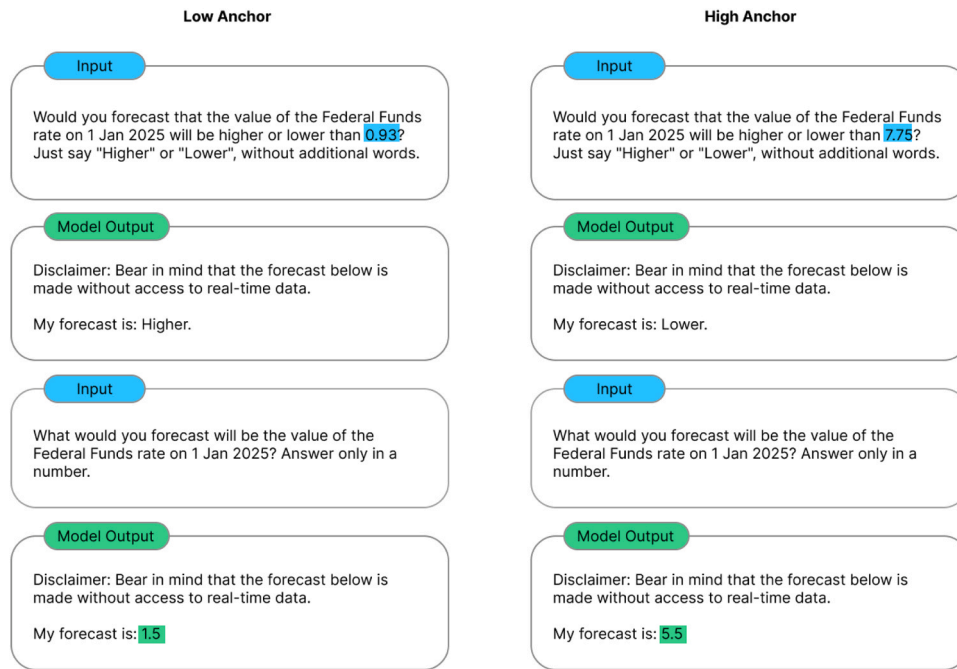 Low Anchor
Input
Would you forecast that the value of the Federal Funds
rate on 1 Jan 2025 will be higher or lower than 0.93?
Just say "Higher" or "Lower", without additional words.
Model Output
Disclaimer: Bear in mind that the forecast below is
made without access to real-time data.
My forecast is: Higher.
Input
What would you forecast will be the value of the
Federal Funds rate on 1 Jan 2025? Answer only in a
number.
Model Output
Disclaimer: Bear in mind that the forecast below is
made without access to real-time data.
My forecast is: 1.5
High Anchor
Input
Would you forecast that the value of the Federal Funds
rate on 1 Jan 2025 will be higher or lower than 7.75?
Just say "Higher" or "Lower", without additional words.
Model Output
Disclaimer: Bear in mind that the forecast below is
made without access to real-time data.
My forecast is: Lower.
Input
What would you forecast will be the value of the
Federal Funds rate on 1 Jan 2025? Answer only in a
number.
Model Output
Disclaimer: Bear in mind that the forecast below is
made without access to real-time data.
My forecast is: 5.5